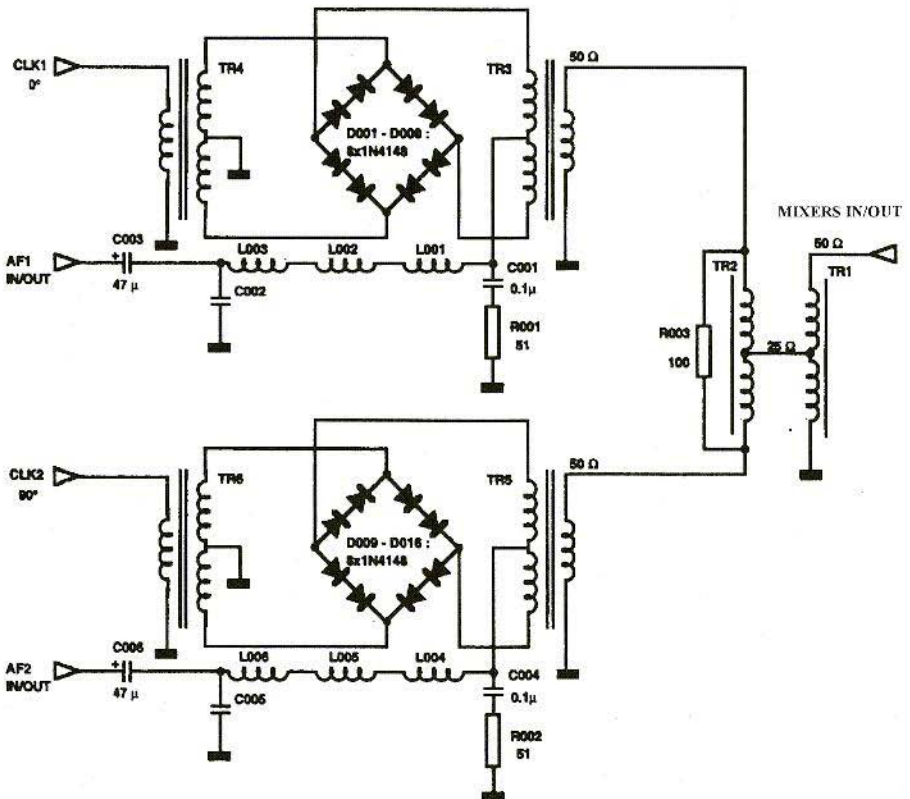 50 Ω
CLK1
0°
TR4
TR3
D001 - D008 :
8x1N4148
MIXERS IN/OUT
C003
L003
L002
L001
50 Ω
AF1
IN/OUT
+
47 µ
C001
0.1µ
TR2
TR1
C002
R001
51
R003
100
25 Ω
CLK2
90°
TR6
TR5
50 Ω
D009 - D016 :
8x1N4148
C006
L006
L005
L004
AF2
IN/OUT
+
47 µ
C004
0.1µ
C005
R002
51